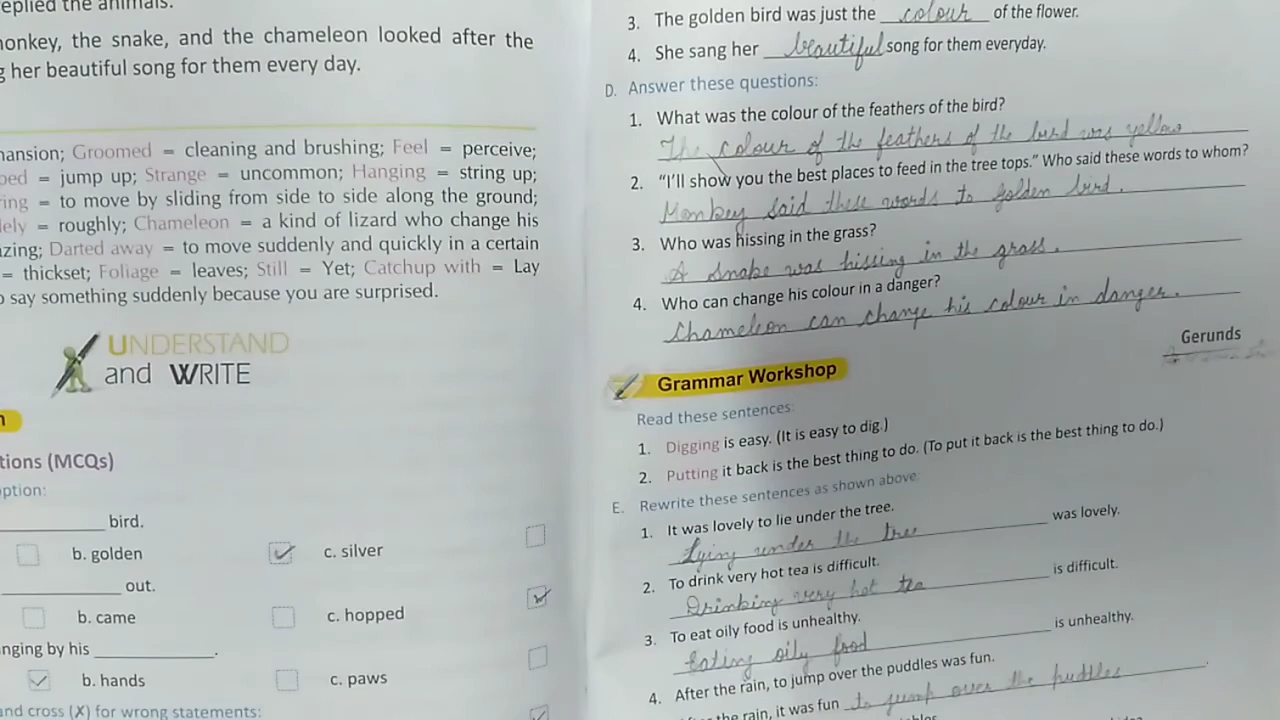 replied the animals.
monkey, the snake, and the chameleon looked after the
her beautiful song for them every day.
mansion; Groomed = cleaning and brushing; Feel = perceive;
= jump up; Strange = uncommon; Hanging = string up;
= to move by sliding from side to side along the ground;
= roughly; Chameleon = a kind of lizard who change his
Darted away = to move suddenly and quickly in a certain
= thickset; Foliage = leaves; Still = Yet; Catchup with = Lay
say something suddenly because you are surprised.
UNDERSTAND
and WRITE
(MCQs)
option:
bird.
b. golden
c. silver
out.
b. came
c. hopped
by his
b. hands
c. paws
and cross (X) for wrong statements:
3. The golden bird was just the colour of the flower.
4. She sang her beautiful song for them everyday.
D. Answer these questions:
1. What was the colour of the feathers of the bird?
The colour of the feathers of the bird was yellow
2. “I'll show you the best places to feed in the tree tops.” Who said these words to whom?
Monkey said these words to golden bird.
3. Who was hissing in the grass?
A snake was hissing in the grass.
4. Who can change his colour in a danger?
Chameleon can change his colour in danger.
Gerunds
Grammar Workshop
Read these sentences:
1. Digging is easy. (It is easy to dig.)
2. Putting it back is the best thing to do. (To put it back is the best thing to do.)
E. Rewrite these sentences as shown above:
1. It was lovely to lie under the tree.
Lying under the tree was lovely.
2. To drink very hot tea is difficult.
Drinking very hot tea is difficult.
3. To eat oily food is unhealthy.
Eating oily food is unhealthy.
4. After the rain, to jump over the puddles was fun.
the rain, it was fun to jump over the puddles.